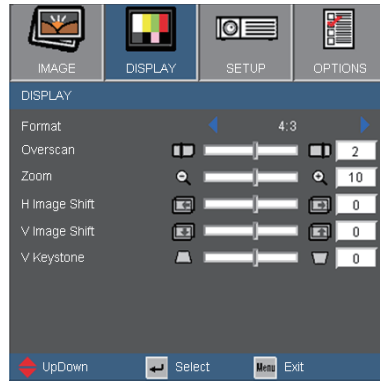 IMAGE DISPLAY SETUP OPTIONS
DISPLAY
Format 4:3
Overscan 2
Zoom 10
H Image Shift 0
V Image Shift 0
V Keystone 0
UpDown Select Menu Exit